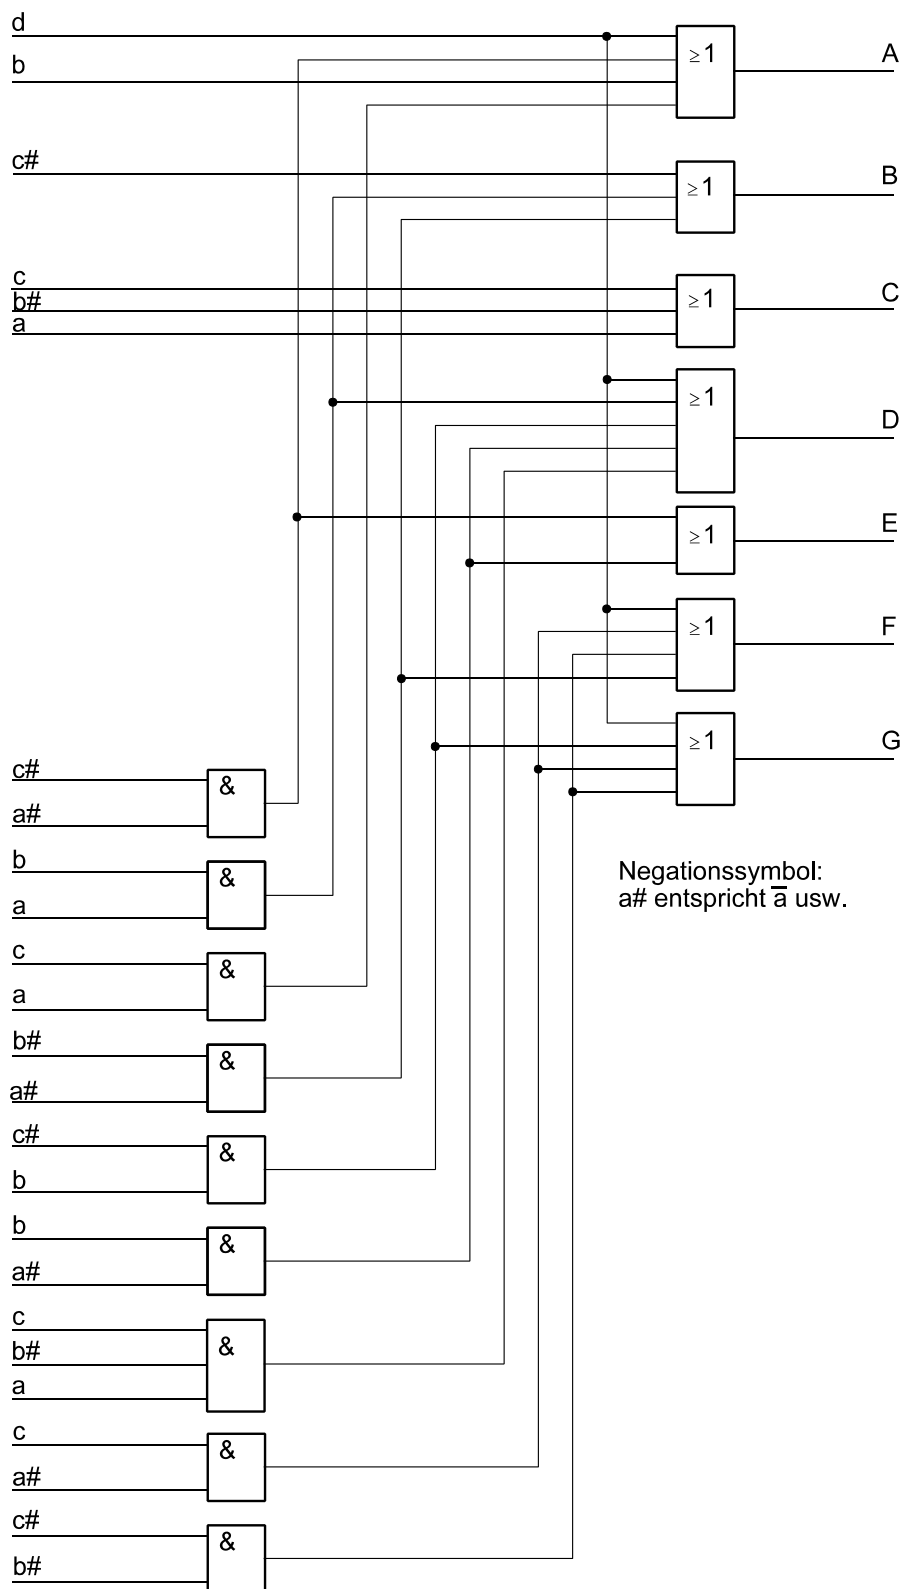 d
b
≥1
A
c#
≥1
B
c
b#
a
≥1
C
≥1
D
≥1
E
≥1
F
≥1
G
c#
a#
&
b
a
&
Negationssymbol:
a# entspricht a̅ usw.
c
a
&
b#
a#
&
c#
b
&
b
a#
&
c
b#
a
&
c
a#
&
c#
b#
&